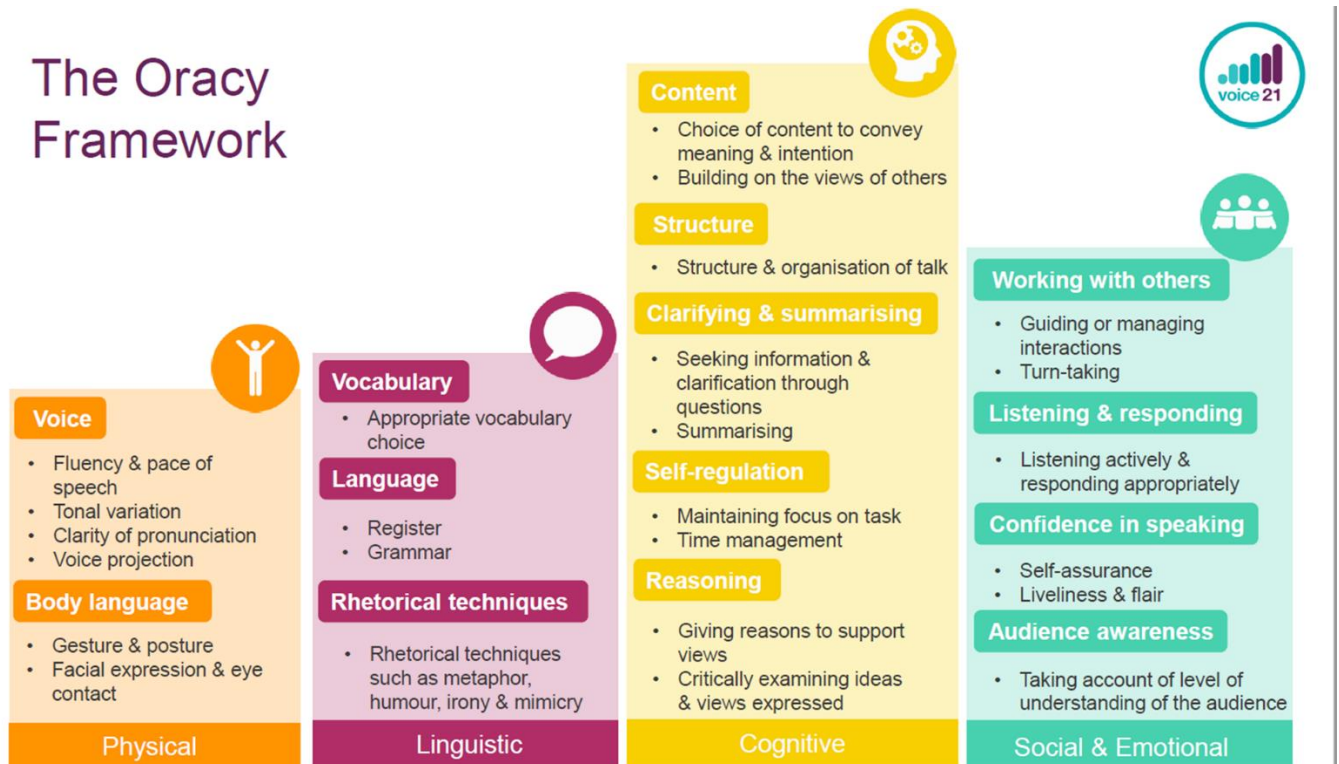 The Oracy
Framework
voice 21
Voice
• Fluency & pace of
speech
• Tonal variation
• Clarity of pronunciation
• Voice projection
Body language
• Gesture & posture
• Facial expression & eye
contact
Physical
Vocabulary
• Appropriate vocabulary
choice
Language
• Register
• Grammar
Rhetorical techniques
• Rhetorical techniques
such as metaphor,
humour, irony & mimicry
Linguistic
Content
• Choice of content to convey
meaning & intention
• Building on the views of others
Structure
• Structure & organisation of talk
Clarifying & summarising
• Seeking information &
clarification through
questions
• Summarising
Self-regulation
• Maintaining focus on task
• Time management
Reasoning
• Giving reasons to support
views
• Critically examining ideas
& views expressed
Cognitive
Working with others
• Guiding or managing
interactions
• Turn-taking
Listening & responding
• Listening actively &
responding appropriately
Confidence in speaking
• Self-assurance
• Liveliness & flair
Audience awareness
• Taking account of level of
understanding of the audience
Social & Emotional